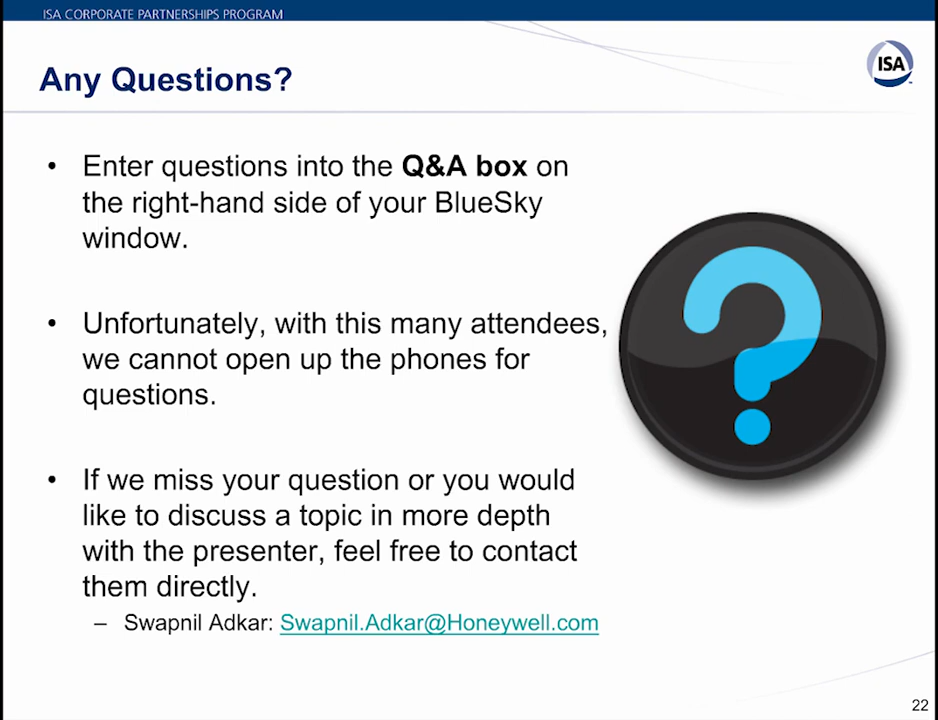 ISA CORPORATE PARTNERSHIPS PROGRAM
ISA
Any Questions?
• Enter questions into the Q&A box on
the right-hand side of your BlueSky
window.
• Unfortunately, with this many attendees,
we cannot open up the phones for
questions.
• If we miss your question or you would
like to discuss a topic in more depth
with the presenter, feel free to contact
them directly.
– Swapnil Adkar: Swapnil.Adkar@Honeywell.com
22